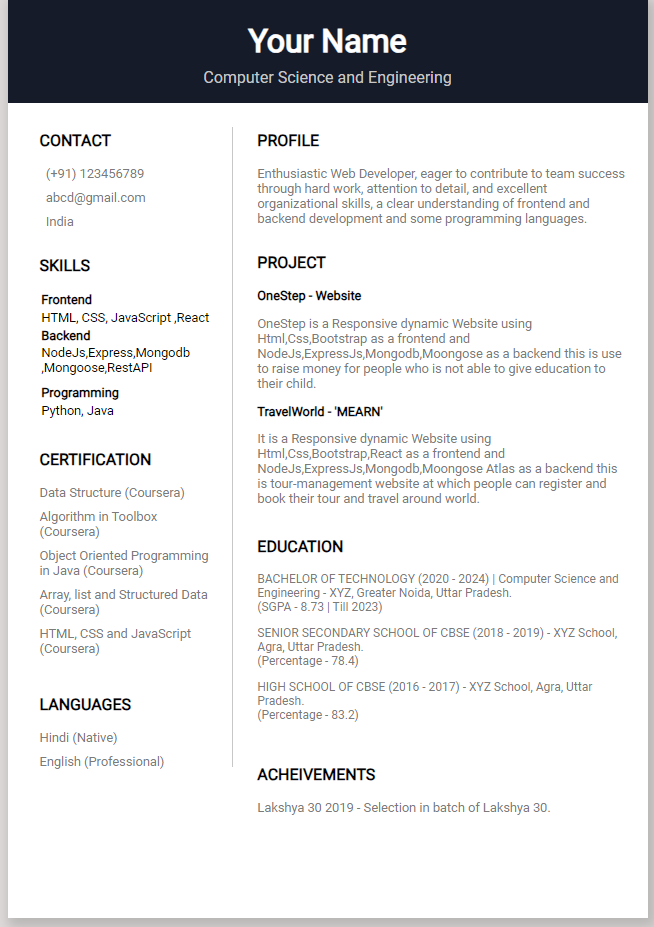 Your Name
Computer Science and Engineering
CONTACT
(+91) 123456789
abcd@gmail.com
India
SKILLS
Frontend
HTML, CSS, JavaScript ,React
Backend
NodeJs,Express,Mongodb
,Mongoose,RestAPI
Programming
Python, Java
CERTIFICATION
Data Structure (Coursera)
Algorithm in Toolbox
(Coursera)
Object Oriented Programming
in Java (Coursera)
Array, list and Structured Data
(Coursera)
HTML, CSS and JavaScript
(Coursera)
LANGUAGES
Hindi (Native)
English (Professional)
PROFILE
Enthusiastic Web Developer, eager to contribute to team success
through hard work, attention to detail, and excellent
organizational skills, a clear understanding of frontend and
backend development and some programming languages.
PROJECT
OneStep - Website
OneStep is a Responsive dynamic Website using
Html,Css,Bootstrap as a frontend and
NodeJs,ExpressJs,Mongodb,Moongose as a backend this is use
to raise money for people who is not able to give education to
their child.
TravelWorld - 'MEARN'
It is a Responsive dynamic Website using
Html,Css,Bootstrap,React as a frontend and
NodeJs,ExpressJs,Mongodb,Moongose Atlas as a backend this
is tour-management website at which people can register and
book their tour and travel around world.
EDUCATION
BACHELOR OF TECHNOLOGY (2020 - 2024) | Computer Science and
Engineering - XYZ, Greater Noida, Uttar Pradesh.
(SGPA - 8.73 | Till 2023)
SENIOR SECONDARY SCHOOL OF CBSE (2018 - 2019) - XYZ School,
Agra, Uttar Pradesh.
(Percentage - 78.4)
HIGH SCHOOL OF CBSE (2016 - 2017) - XYZ School, Agra, Uttar
Pradesh.
(Percentage - 83.2)
ACHEIVEMENTS
Lakshya 30 2019 - Selection in batch of Lakshya 30.